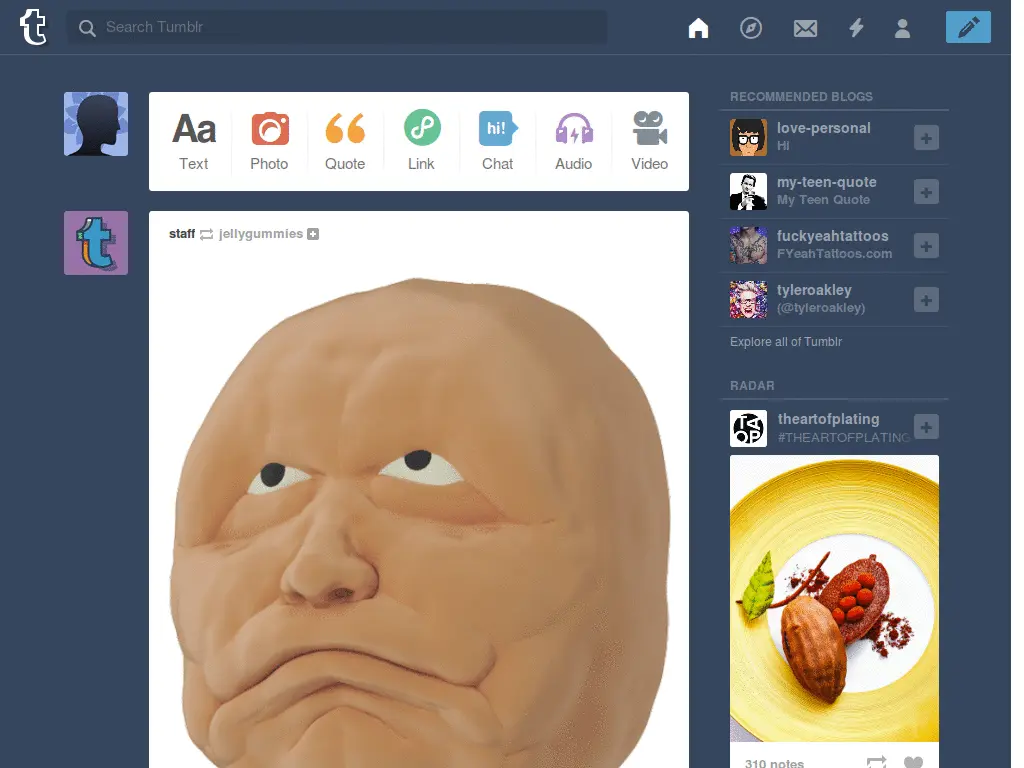 Search Tumblr
Aa
hi!
Text
Photo
Quote
Link
Chat
Audio
Video
staff jellygummies
RECOMMENDED BLOGS
love-personal
Hi
my-teen-quote
My Teen Quote
fuckyeahtattoos
FYeahTattoos.com
tyleroakley
(@tyleroakley)
Explore all of Tumblr
RADAR
TAOP
theartofplating
#THEARTOFPLATING
310 notes